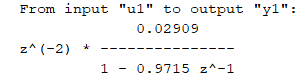 From input "u1" to output "y1":
0.02909
z^(-2) * ---------------
1 - 0.9715 z^-1